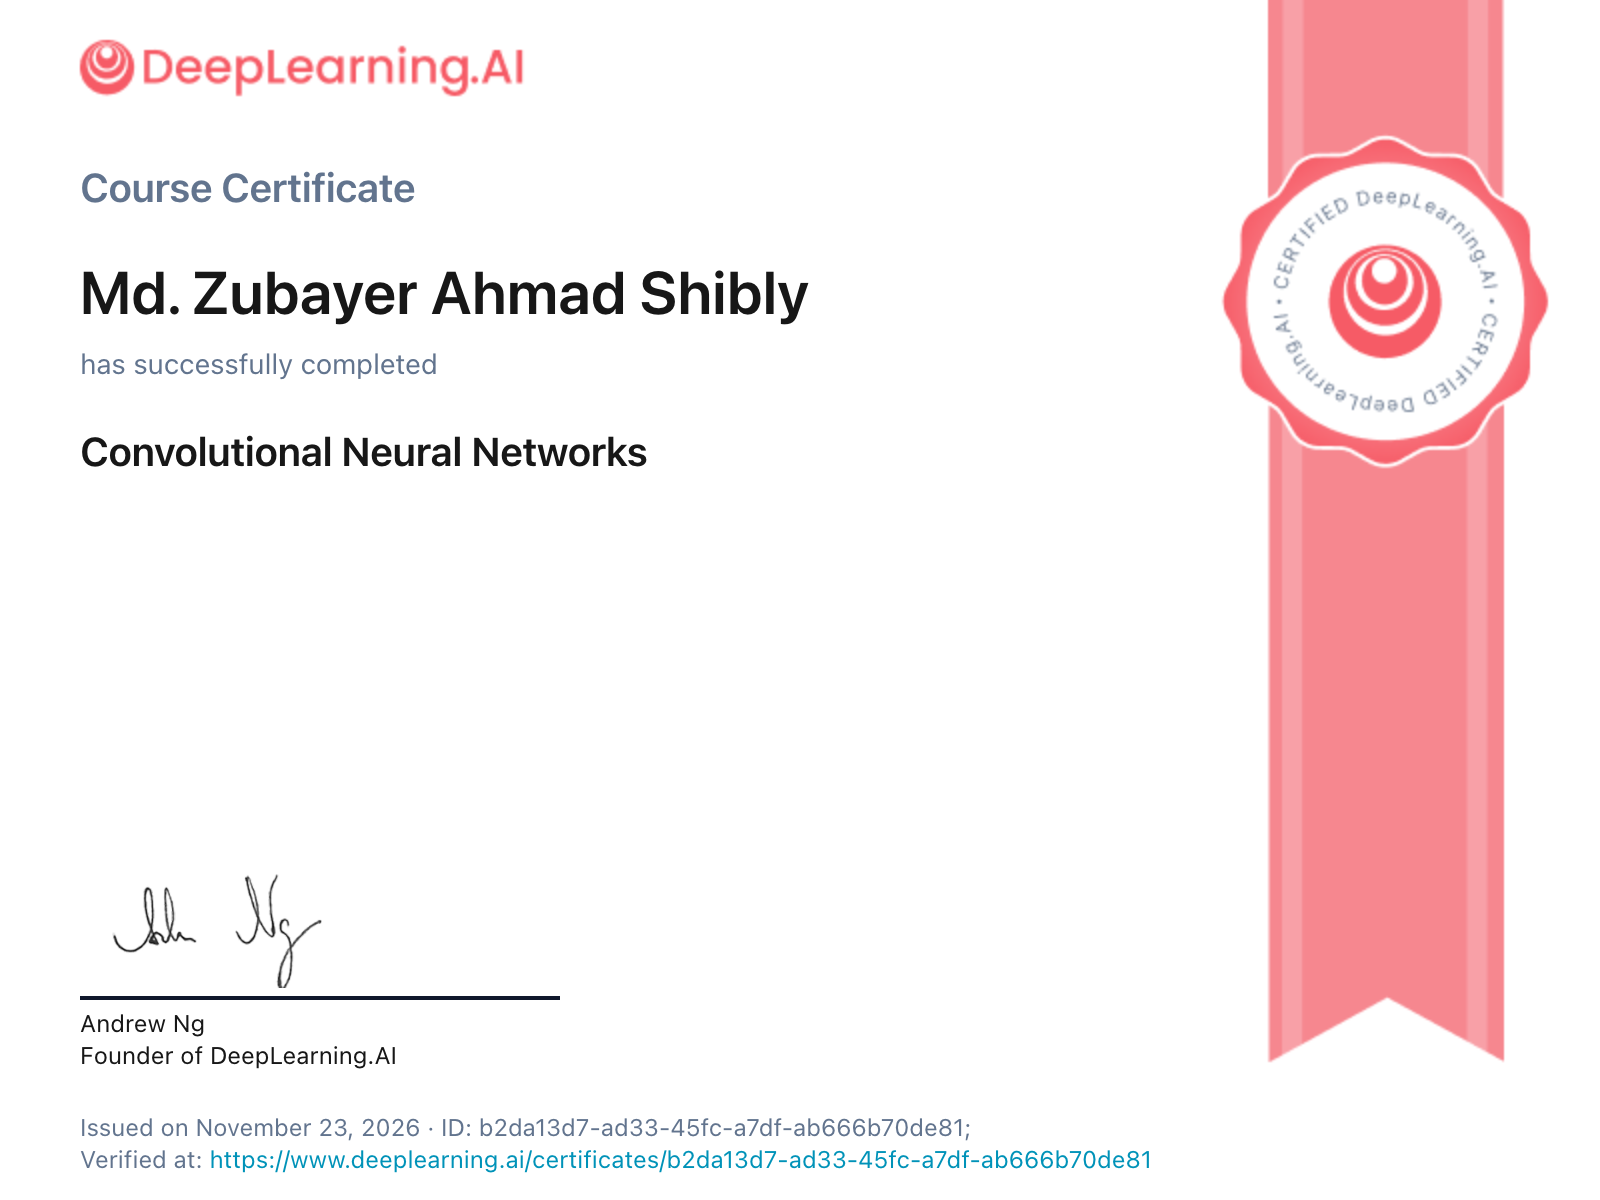 DeepLearning.AI
Course Certificate
Md. Zubayer Ahmad Shibly
has successfully completed
Convolutional Neural Networks
CERTIFIED DeepLearning.AI • CERTIFIED DeepLearning.AI •
Andrew Ng
Andrew Ng
Founder of DeepLearning.AI
Issued on November 23, 2026 · ID: b2da13d7-ad33-45fc-a7df-ab666b70de81;
Verified at: https://www.deeplearning.ai/certificates/b2da13d7-ad33-45fc-a7df-ab666b70de81